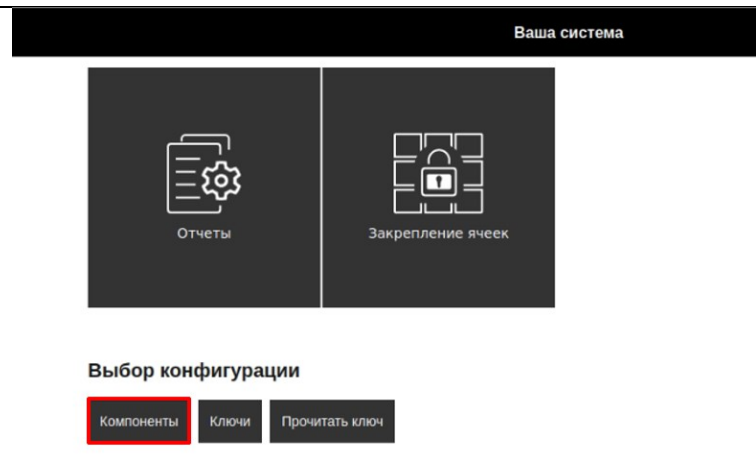 Ваша система
Отчеты
Закрепление ячеек
Выбор конфигурации
Компоненты
Ключи
Прочитать ключ